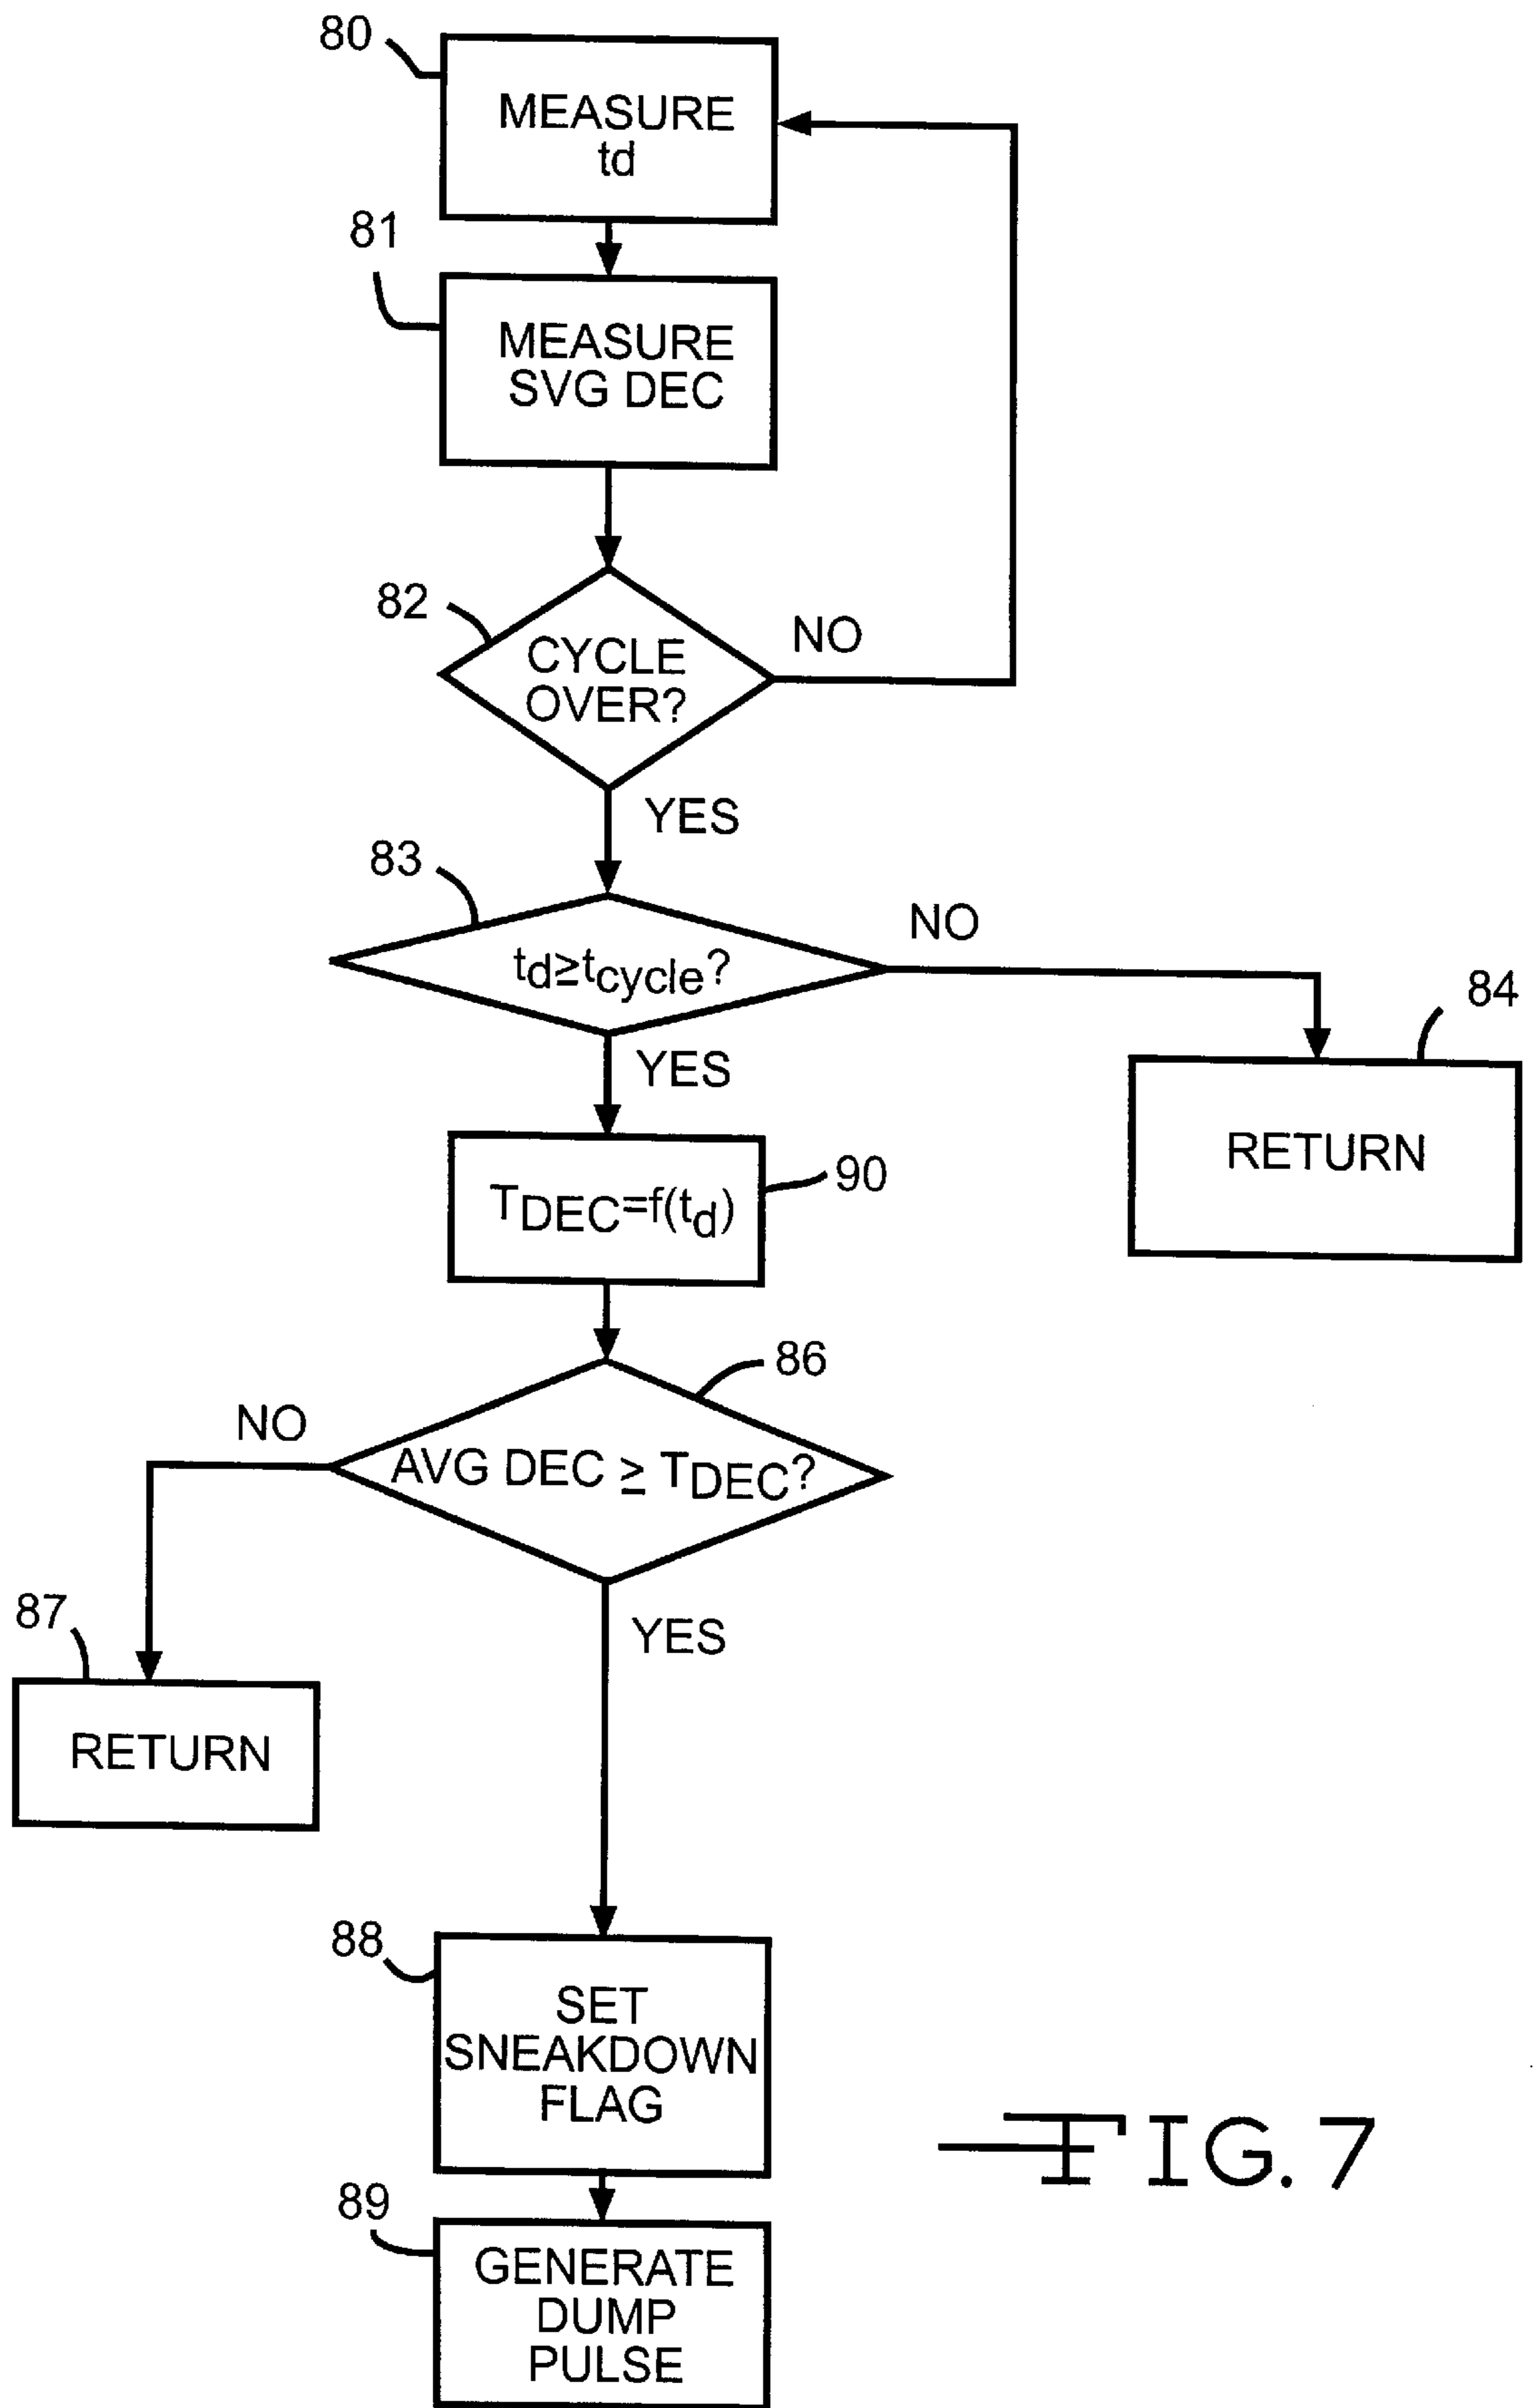 80
MEASURE
td
81
MEASURE
SVG DEC
82
CYCLE
OVER?
NO
YES
83
td≥tcycle?
NO
84
YES
RETURN
TDEC=f(td)
90
86
NO
AVG DEC ≥ TDEC?
87
YES
RETURN
88
SET
SNEAKDOWN
FLAG
FIG. 7
89
GENERATE
DUMP
PULSE